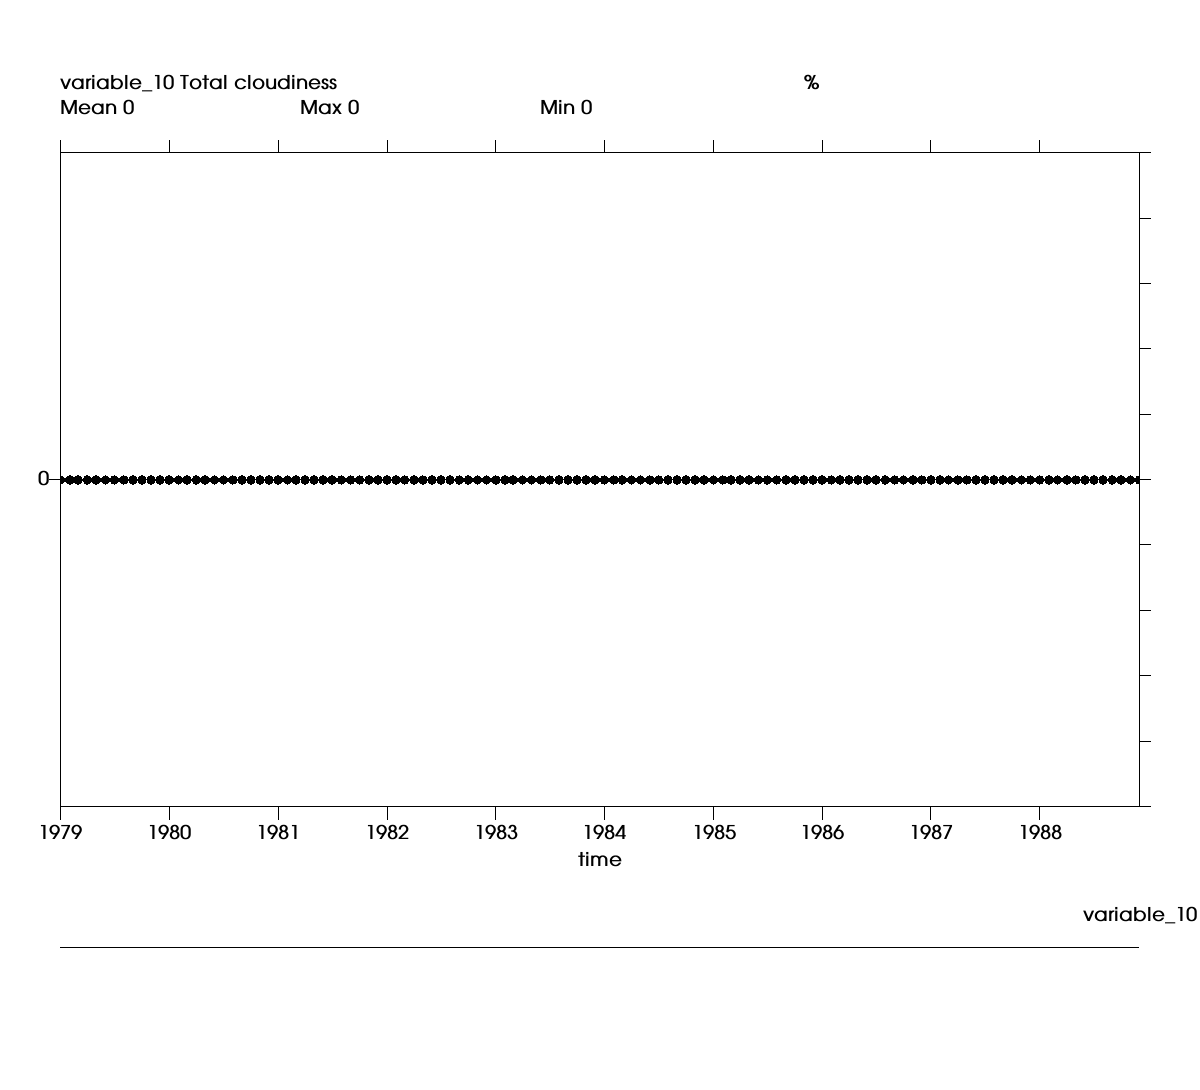 variable_10 Total cloudiness %
Mean 0 Max 0 Min 0
0
1979 1980 1981 1982 1983 1984 1985 1986 1987 1988
time
variable_10